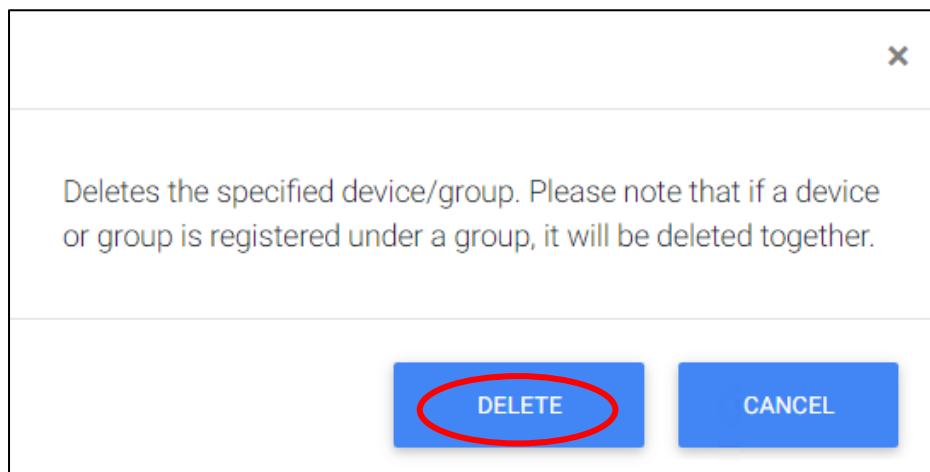 ×
Deletes the specified device/group. Please note that if a device
or group is registered under a group, it will be deleted together.
DELETE
CANCEL